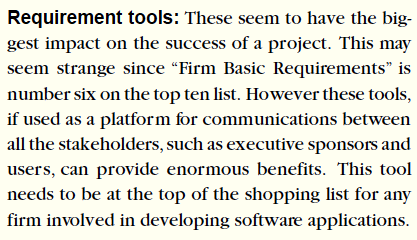 Requirement tools: These seem to have the big-
gest impact on the success of a project. This may
seem strange since “Firm Basic Requirements” is
number six on the top ten list. However these tools,
if used as a platform for communications between
all the stakeholders, such as executive sponsors and
users, can provide enormous benefits. This tool
needs to be at the top of the shopping list for any
firm involved in developing software applications.